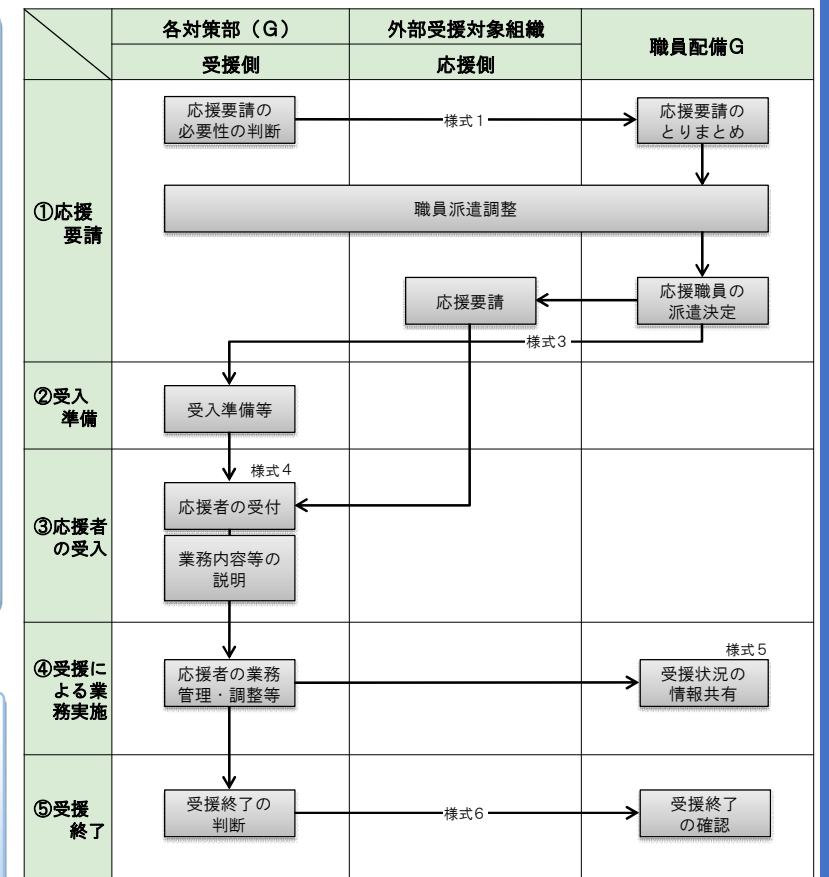 各対策部（G）
外部受援対象組織
職員配備G
受援側
応援側
①応援
要請
応援要請の
必要性の判断
様式１
応援要請の
とりまとめ
職員派遣調整
応援要請
応援職員の
派遣決定
様式３
②受入
準備
受入準備等
③応援者
の受入
様式４
応援者の受付
業務内容等の
説明
④受援に
よる業
務実施
応援者の業務
管理・調整等
様式５
受援状況の
情報共有
⑤受援
終了
受援終了の
判断
様式６
受援終了
の確認